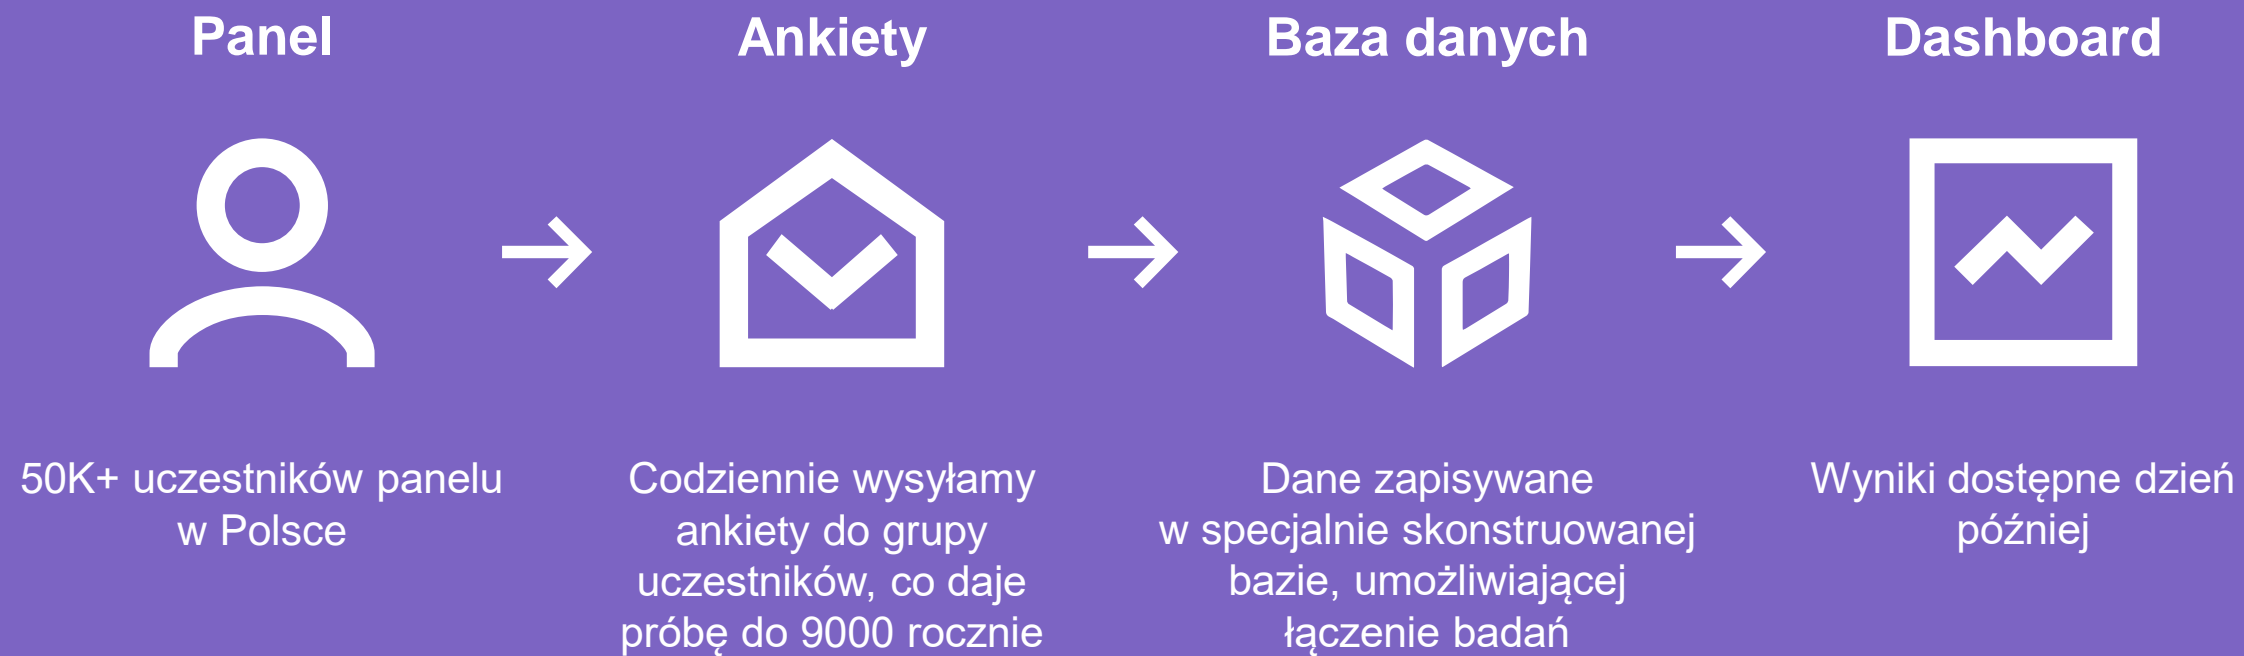 Panel
50K+ uczestników panelu
w Polsce
Ankiety
Codziennie wysyłamy
ankiety do grupy
uczestników, co daje
próbę do 9000 rocznie
Baza danych
Dane zapisywane
w specjalnie skonstruowanej
bazie, umożliwiającej
łączenie badań
Dashboard
Wyniki dostępne dzień
później